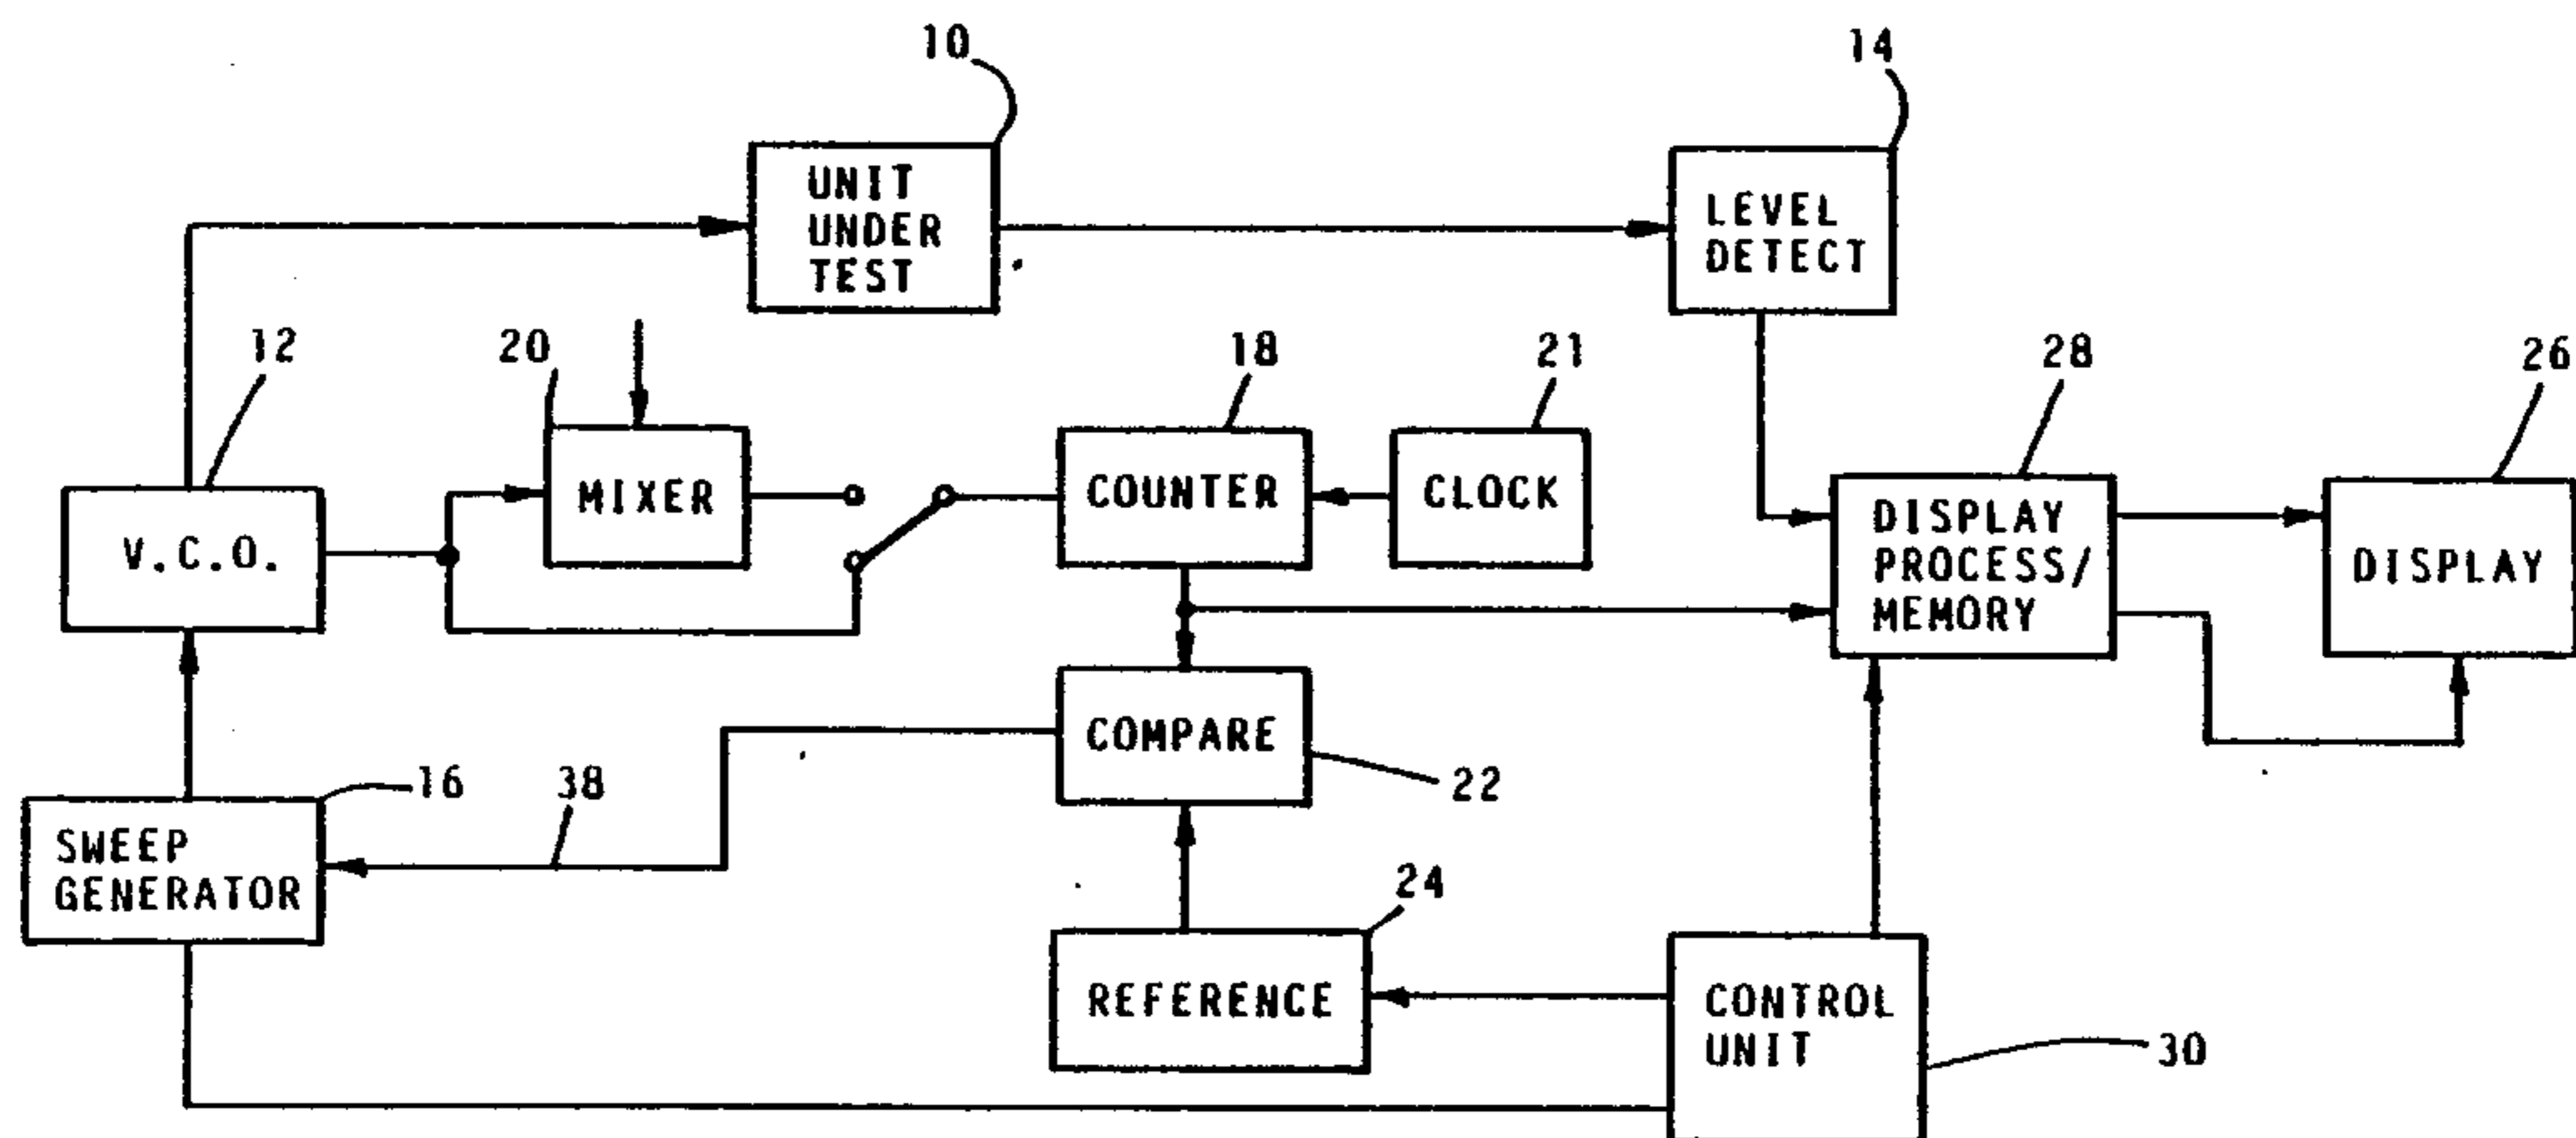 10
14
UNIT
UNDER
TEST
LEVEL
DETECT
12
20
18
21
28
26
V.C.O.
MIXER
COUNTER
CLOCK
DISPLAY
PROCESS/
MEMORY
DISPLAY
COMPARE
22
16
38
SWEEP
GENERATOR
24
REFERENCE
CONTROL
UNIT
30